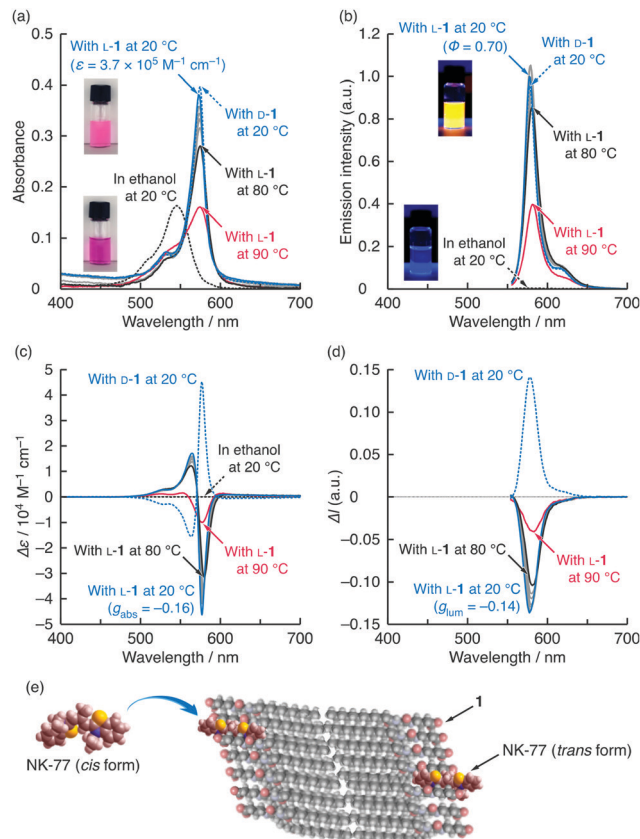 (a)
With L-1 at 20 °C
(ε = 3.7 × 10⁵ M⁻¹ cm⁻¹)
With D-1
at 20 °C
With L-1
at 80 °C
In ethanol
at 20 °C
With L-1
at 90 °C
Absorbance
0.5
0.4
0.3
0.2
0.1
0
400
500
600
700
Wavelength / nm
(b)
With L-1 at 20 °C
(Φ = 0.70)
With D-1
at 20 °C
With L-1
at 80 °C
With L-1
at 90 °C
In ethanol
at 20 °C
Emission intensity (a.u.)
1.2
1.0
0.8
0.6
0.4
0.2
0
400
500
600
700
Wavelength / nm
(c)
With D-1 at 20 °C
In ethanol
at 20 °C
With L-1 at 80 °C
With L-1
at 90 °C
With L-1 at 20 °C
(gabs = −0.16)
Δε / 10⁴ M⁻¹ cm⁻¹
5
4
3
2
1
0
−1
−2
−3
−4
−5
400
500
600
700
Wavelength / nm
(d)
With D-1 at 20 °C
With L-1 at 80 °C
With L-1
at 90 °C
With L-1 at 20 °C
(glum = −0.14)
ΔI (a.u.)
0.15
0.10
0.05
0.00
−0.05
−0.10
−0.15
400
500
600
700
Wavelength / nm
(e)
1
NK-77 (cis form)
NK-77 (trans form)